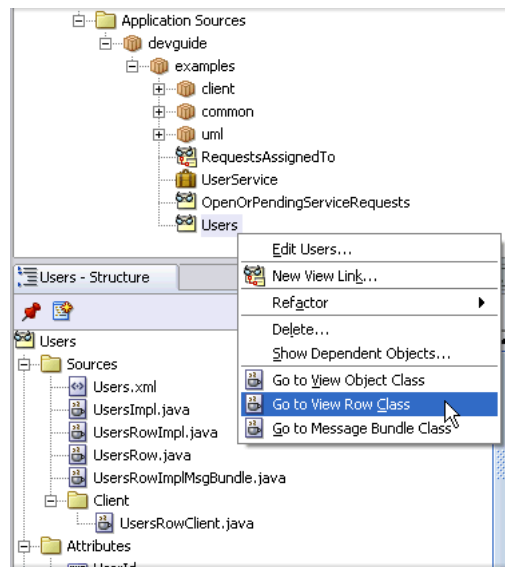 Application Sources
devguide
examples
client
common
uml
RequestsAssignedTo
UserService
OpenOrPendingServiceRequests
Users
Edit Users...
New View Link...
Refactor
Delete...
Show Dependent Objects...
Go to View Object Class
Go to View Row Class
Go to Message Bundle Class
Users - Structure
Users
Sources
Users.xml
UsersImpl.java
UsersRowImpl.java
UsersRow.java
UsersRowImplMsgBundle.java
Client
UsersRowClient.java
Attributes
UserId